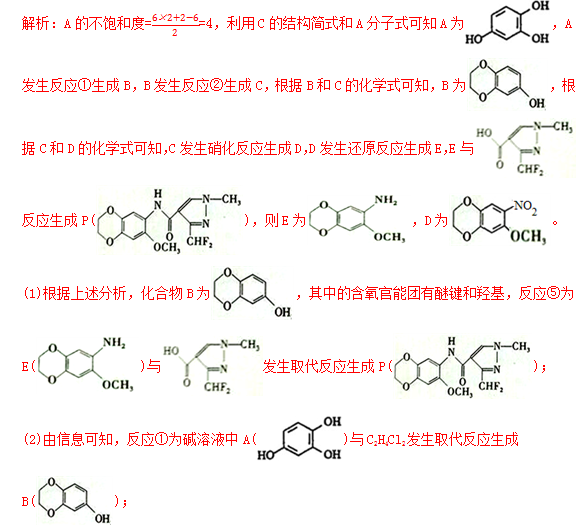 解析：A的不饱和度=\frac{6×2+2-6}{2}=4，利用C的结构简式和A分子式可知A为 OH HO OH ，A
发生反应①生成B，B发生反应②生成C，根据B和C的化学式可知，B为 O O OH ，根
据C和D的化学式可知，C发生硝化反应生成D，D发生还原反应生成E，E与 HO O N CH₃ N CHF₂
反应生成P( O O H N O OCH₃ N CH₃ N CHF₂ )，则E为 O O NH₂ OCH₃ ，D为 O O NO₂ OCH₃ 。
(1)根据上述分析，化合物B为 O O OH ，其中的含氧官能团有醚键和羟基，反应⑤为
E( O O NH₂ OCH₃ )与 HO O N CH₃ N CHF₂ 发生取代反应生成P( O O H N O OCH₃ N CH₃ N CHF₂ )；
(2)由信息可知，反应①为碱溶液中A( OH HO OH )与C₂H₄Cl₂发生取代反应生成
B( O O OH )；